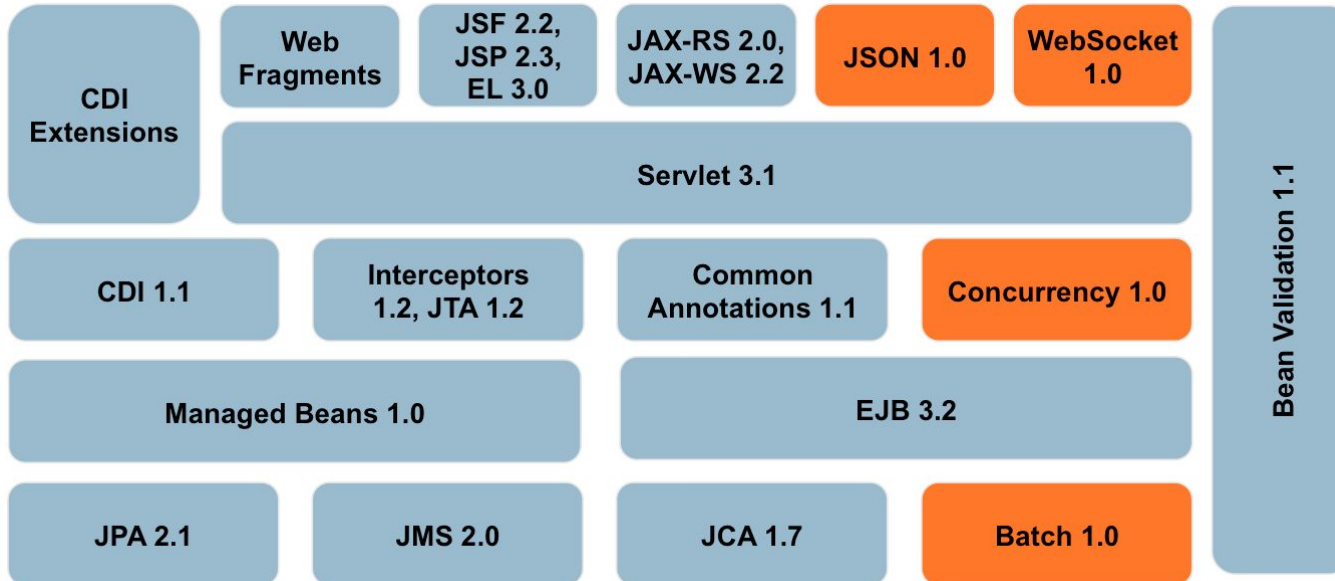 CDI
Extensions
Web
Fragments
JSF 2.2,
JSP 2.3,
EL 3.0
JAX-RS 2.0,
JAX-WS 2.2
JSON 1.0
WebSocket
1.0
Servlet 3.1
CDI 1.1
Interceptors
1.2, JTA 1.2
Common
Annotations 1.1
Concurrency 1.0
Managed Beans 1.0
EJB 3.2
JPA 2.1
JMS 2.0
JCA 1.7
Batch 1.0
Bean Validation 1.1